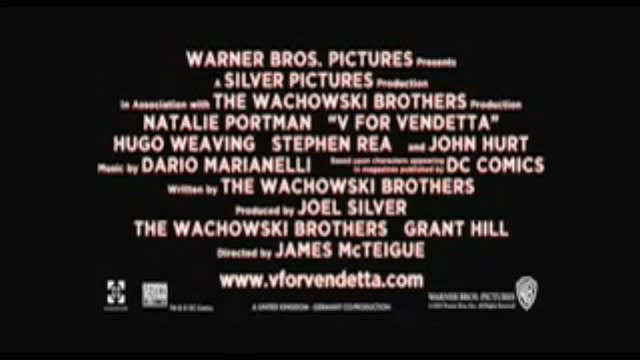 WARNER BROS. PICTURES Presents
A SILVER PICTURES Production
In Association with THE WACHOWSKI BROTHERS Production
NATALIE PORTMAN "V FOR VENDETTA"
HUGO WEAVING STEPHEN REA and JOHN HURT
Music by DARIO MARIANELLI Based upon characters appearing in magazines published by DC COMICS
Written by THE WACHOWSKI BROTHERS
Produced by JOEL SILVER
THE WACHOWSKI BROTHERS GRANT HILL
Directed by JAMES McTEIGUE
www.vforvendetta.com
A UNITED KINGDOM - GERMANY CO-PRODUCTION
WARNER BROS. PICTURES